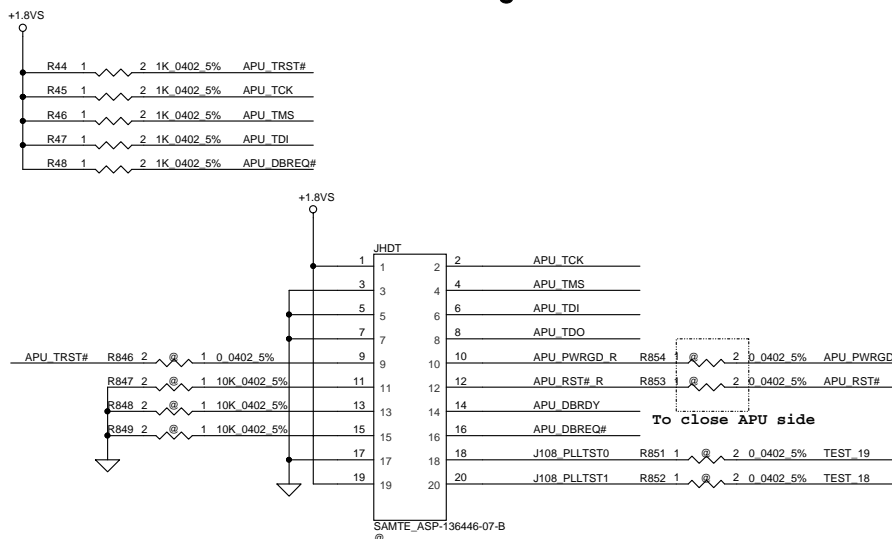 g
+1.8VS
R44 1 2 1K_0402_5% APU_TRST#
R45 1 2 1K_0402_5% APU_TCK
R46 1 2 1K_0402_5% APU_TMS
R47 1 2 1K_0402_5% APU_TDI
R48 1 2 1K_0402_5% APU_DBREQ#
+1.8VS
JHDT
1 1 2 2 APU_TCK
3 3 4 4 APU_TMS
5 5 6 6 APU_TDI
7 7 8 8 APU_TDO
APU_TRST# R846 2 @ 1 0_0402_5% 9 9 10 10 APU_PWRGD_R R854 1 @ 2 0_0402_5% APU_PWRGD
R847 2 @ 1 10K_0402_5% 11 11 12 12 APU_RST#_R R853 1 @ 2 0_0402_5% APU_RST#
R848 2 @ 1 10K_0402_5% 13 13 14 14 APU_DBRDY
To close APU side
R849 2 @ 1 10K_0402_5% 15 15 16 16 APU_DBREQ#
17 17 18 18 J108_PLLTST0 R851 1 @ 2 0_0402_5% TEST_19
19 19 20 20 J108_PLLTST1 R852 1 @ 2 0_0402_5% TEST_18
SAMTE_ASP-136446-07-B
@